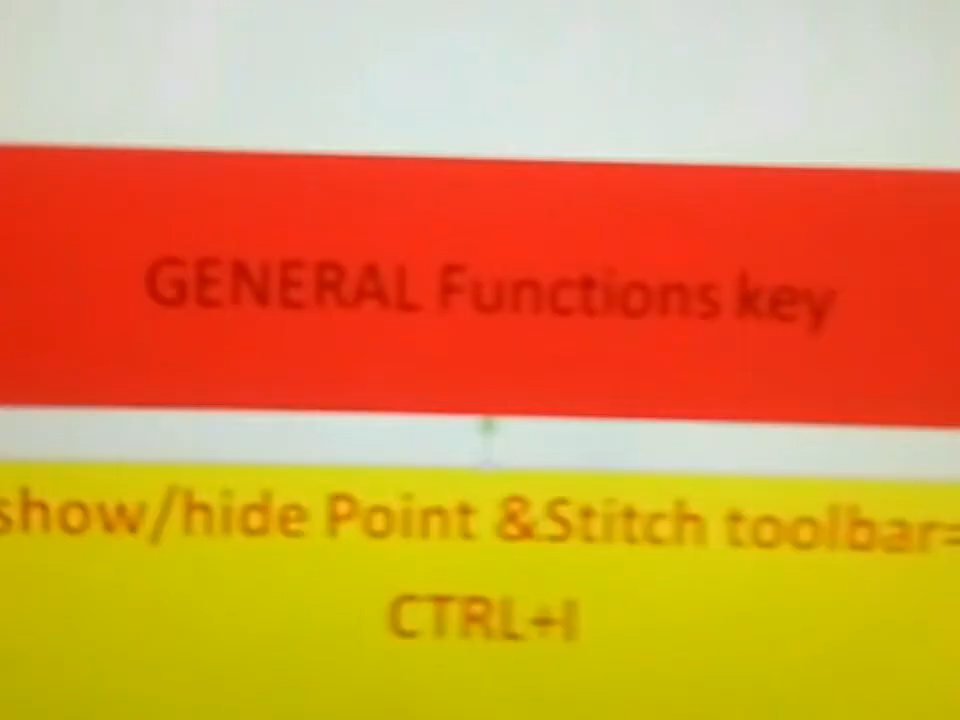 GENERAL Functions key
show/hide Point &Stitch toolbar=
CTRL+I